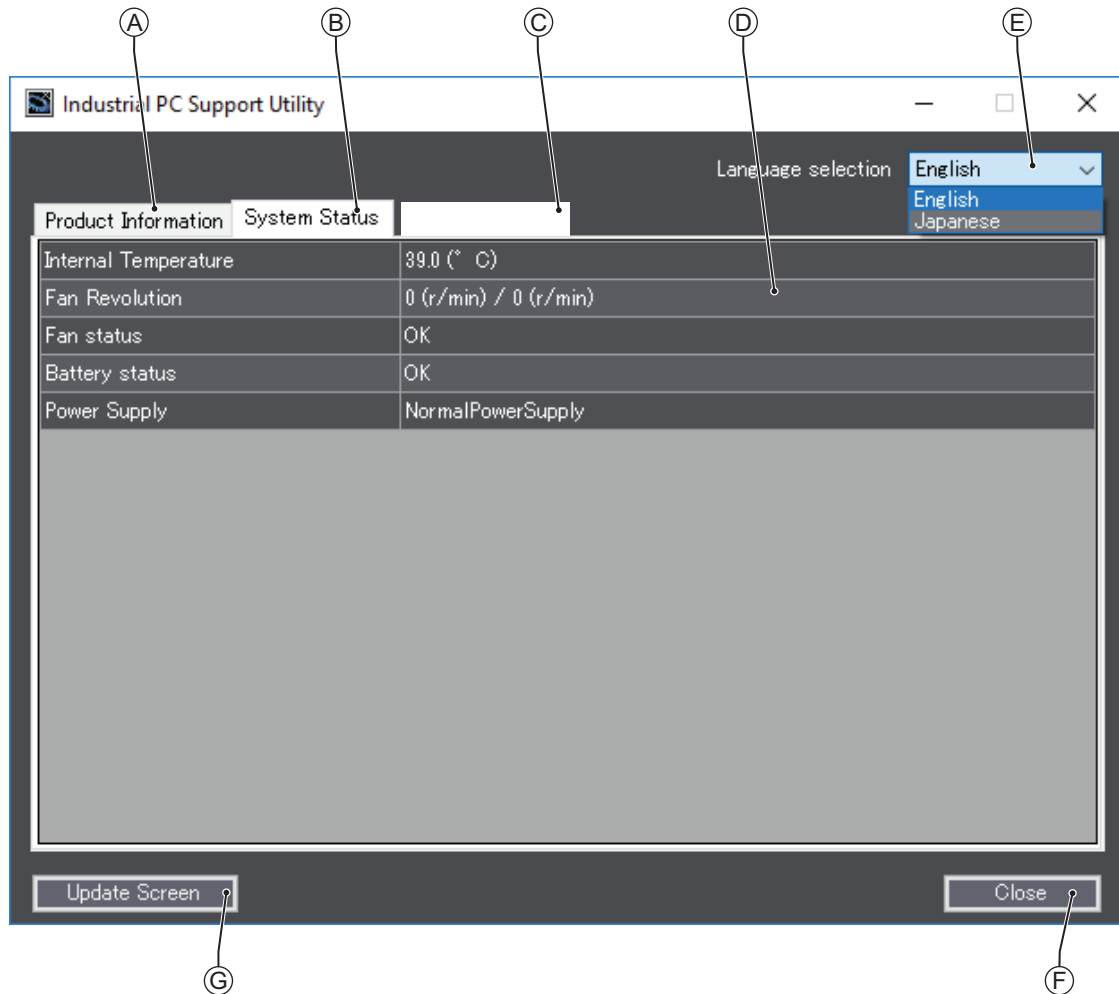 A B C D E
Industrial PC Support Utility
Language selection English
English
Japanese
Product Information System Status
Internal Temperature 39.0 (° C)
Fan Revolution 0 (r/min) / 0 (r/min)
Fan status OK
Battery status OK
Power Supply NormalPowerSupply
Update Screen Close
G F